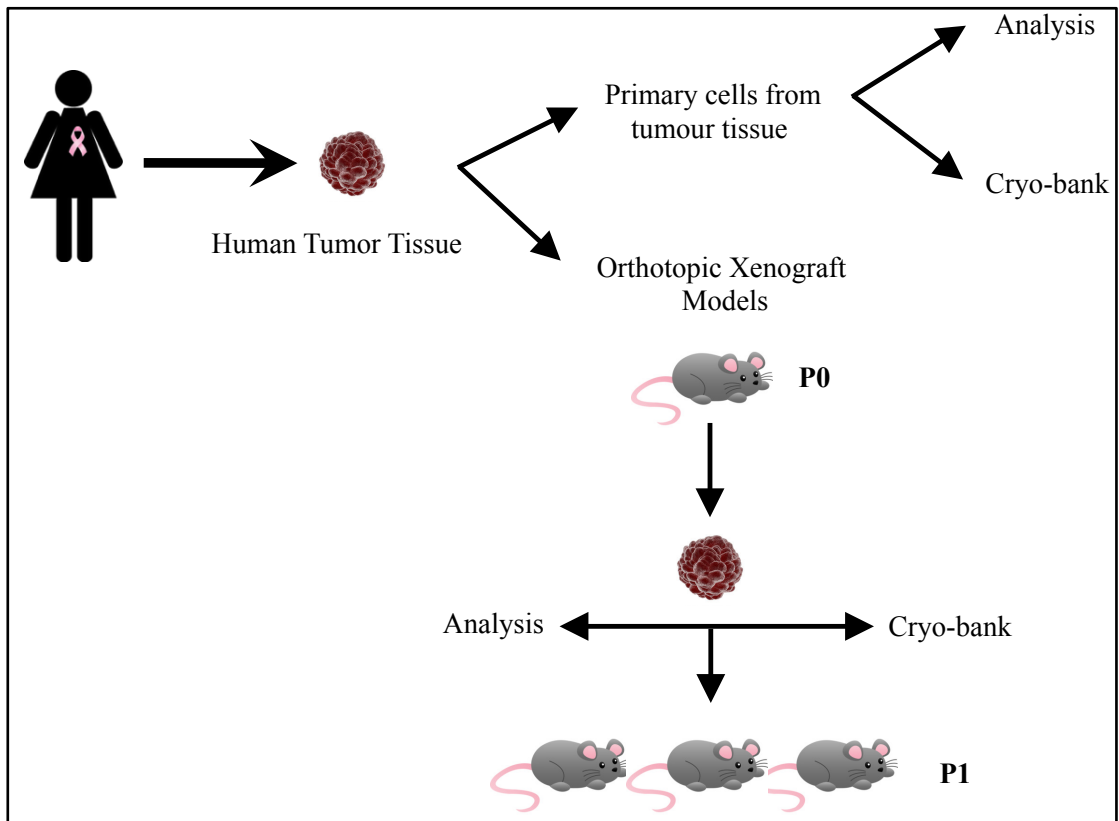 Analysis
Primary cells from
tumour tissue
Cryo-bank
Human Tumor Tissue
Orthotopic Xenograft
Models
P0
Analysis
Cryo-bank
P1